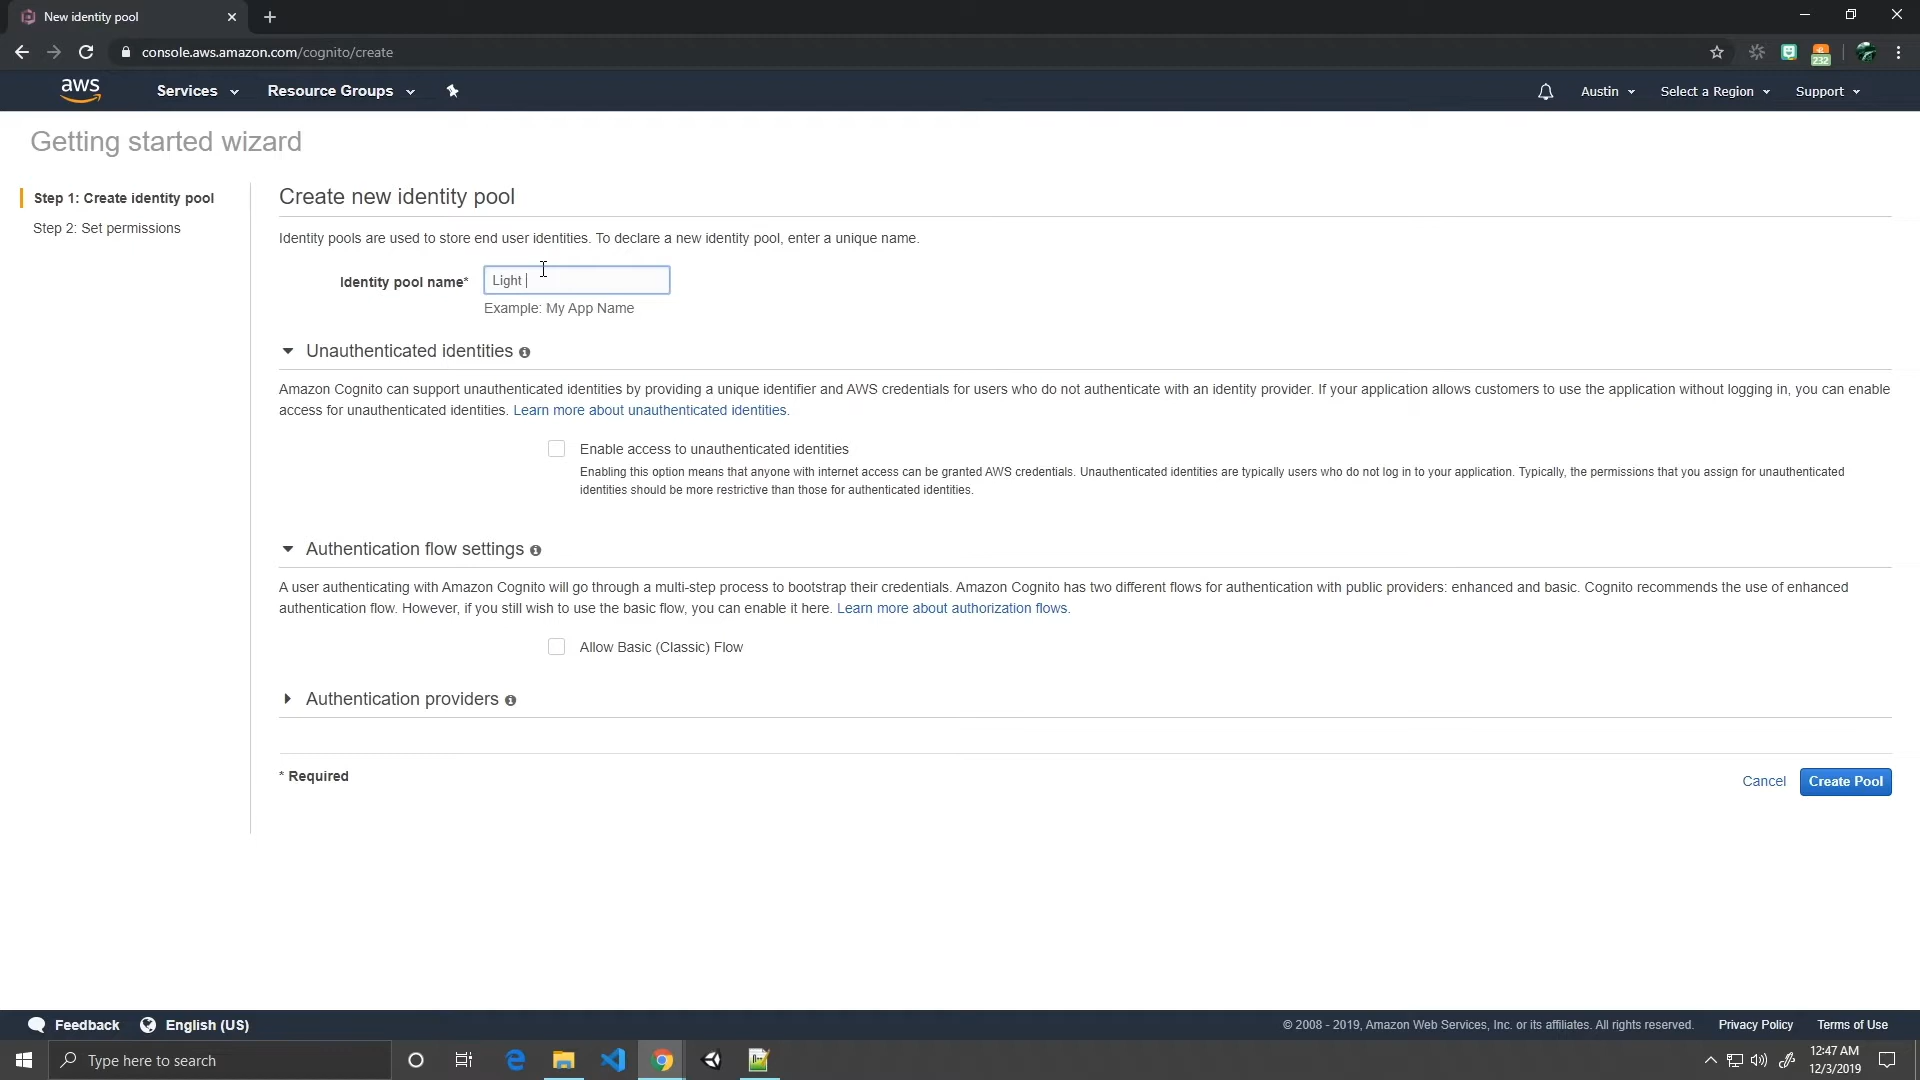 New identity pool
console.aws.amazon.com/cognito/create
232
aws
Services
Resource Groups
Austin
Select a Region
Support
Getting started wizard
Step 1: Create identity pool
Step 2: Set permissions
Create new identity pool
Identity pools are used to store end user identities. To declare a new identity pool, enter a unique name.
Identity pool name*
Light
Example: My App Name
Unauthenticated identities
Amazon Cognito can support unauthenticated identities by providing a unique identifier and AWS credentials for users who do not authenticate with an identity provider. If your application allows customers to use the application without logging in, you can enable
access for unauthenticated identities. Learn more about unauthenticated identities.
Enable access to unauthenticated identities
Enabling this option means that anyone with internet access can be granted AWS credentials. Unauthenticated identities are typically users who do not log in to your application. Typically, the permissions that you assign for unauthenticated
identities should be more restrictive than those for authenticated identities.
Authentication flow settings
A user authenticating with Amazon Cognito will go through a multi-step process to bootstrap their credentials. Amazon Cognito has two different flows for authentication with public providers: enhanced and basic. Cognito recommends the use of enhanced
authentication flow. However, if you still wish to use the basic flow, you can enable it here. Learn more about authorization flows.
Allow Basic (Classic) Flow
Authentication providers
* Required
Cancel
Create Pool
Feedback
English (US)
© 2008 - 2019, Amazon Web Services, Inc. or its affiliates. All rights reserved.
Privacy Policy
Terms of Use
Type here to search
12:47 AM
12/3/2019